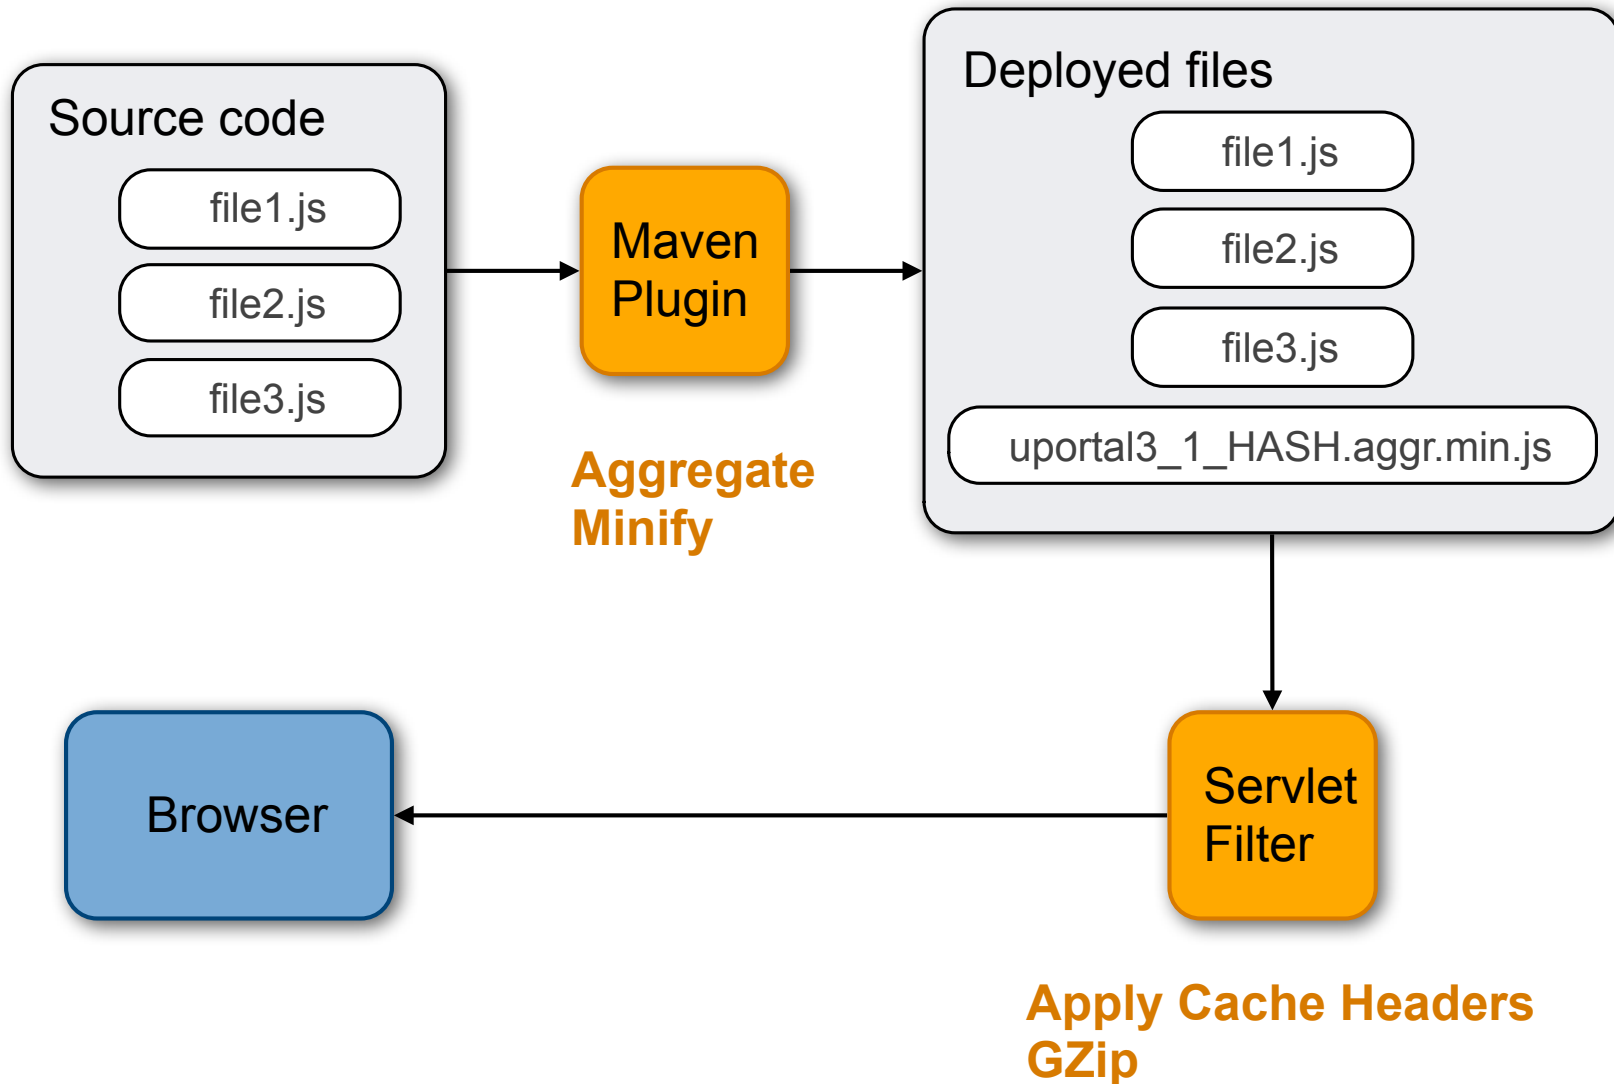 Source code
file1.js
file2.js
file3.js
Maven
Plugin
Aggregate
Minify
Deployed files
file1.js
file2.js
file3.js
uportal3_1_HASH.aggr.min.js
Servlet
Filter
Apply Cache Headers
GZip
Browser